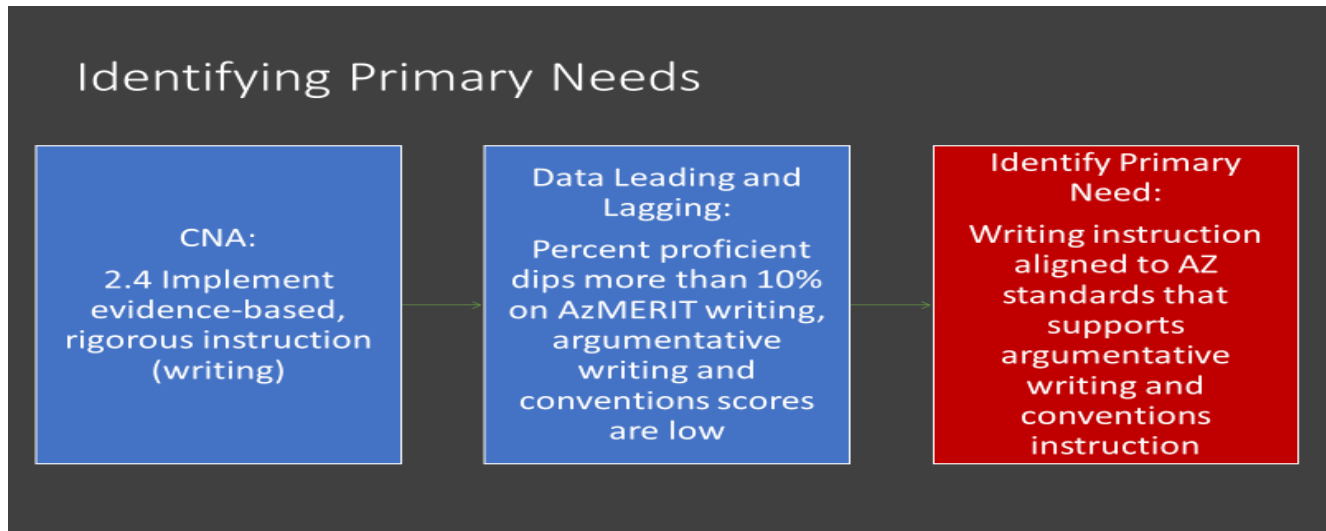 Identifying Primary Needs
CNA:
2.4 Implement
evidence-based,
rigorous instruction
(writing)
Data Leading and
Lagging:
Percent proficient
dips more than 10%
on AzMERIT writing,
argumentative
writing and
conventions scores
are low
Identify Primary
Need:
Writing instruction
aligned to AZ
standards that
supports
argumentative
writing and
conventions
instruction